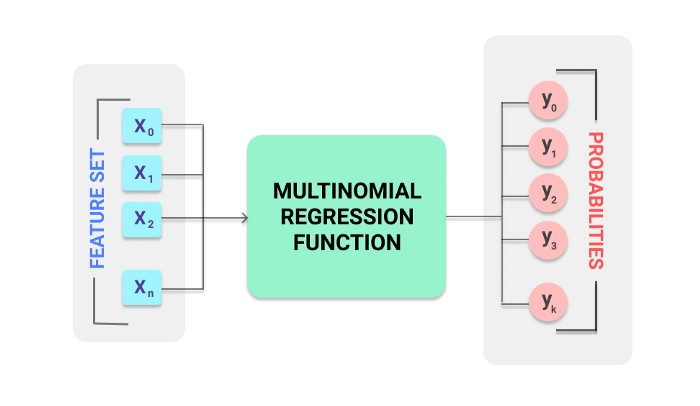 FEATURE SET
X0
X1
X2
Xn
MULTINOMIAL
REGRESSION
FUNCTION
y0
y1
y2
y3
yk
PROBABILITIES